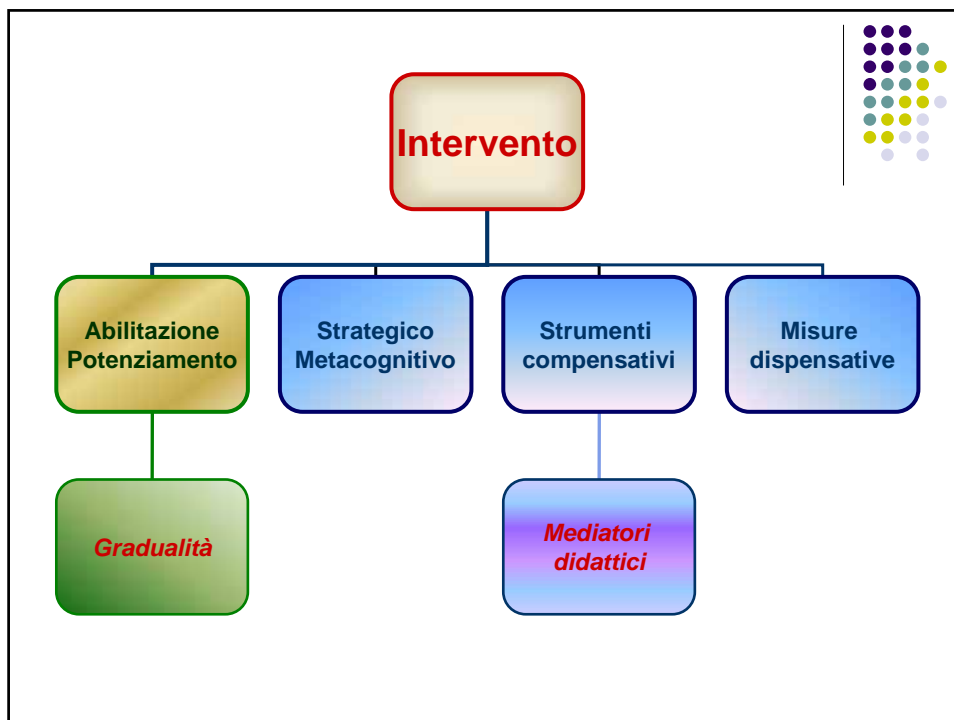 Intervento
Abilitazione
Potenziamento
Strategico
Metacognitivo
Strumenti
compensativi
Misure
dispensative
Gradualità
Mediatori
didattici